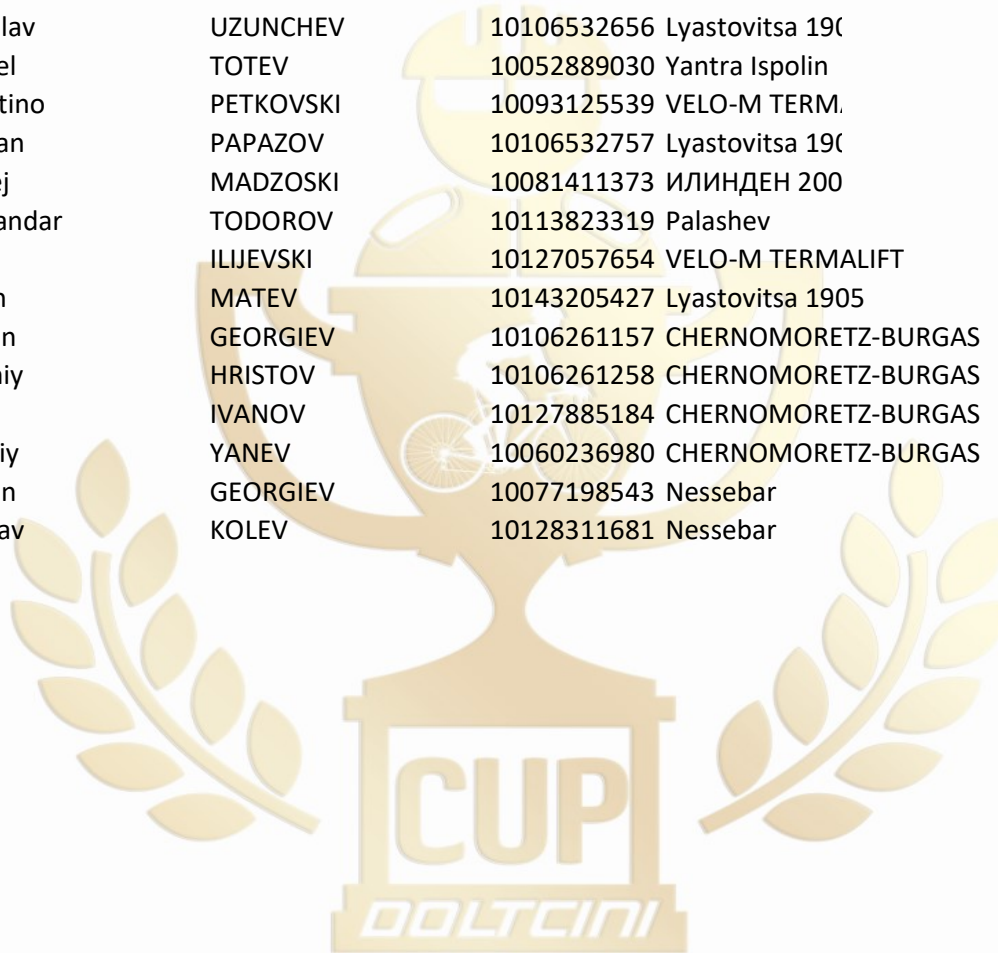 lav UZUNCHEV 10106532656 Lyastovitsa 190
el TOTEV 10052889030 Yantra Ispolin
tino PETKOVSKI 10093125539 VELO-M TERM
an PAPAZOV 10106532757 Lyastovitsa 190
ej MADZOSKI 10081411373 ИЛИНДЕН 200
andar TODOROV 10113823319 Palashev
ILIJEVSKI 10127057654 VELO-M TERMALIFT
n MATEV 10143205427 Lyastovitsa 1905
an GEORGIEV 10106261157 CHERNOMORETZ-BURGAS
iy HRISTOV 10106261258 CHERNOMORETZ-BURGAS
IVANOV 10127885184 CHERNOMORETZ-BURGAS
iy YANEV 10060236980 CHERNOMORETZ-BURGAS
n GEORGIEV 10077198543 Nessebar
av KOLEV 10128311681 Nessebar
CUP
DOLTCINI